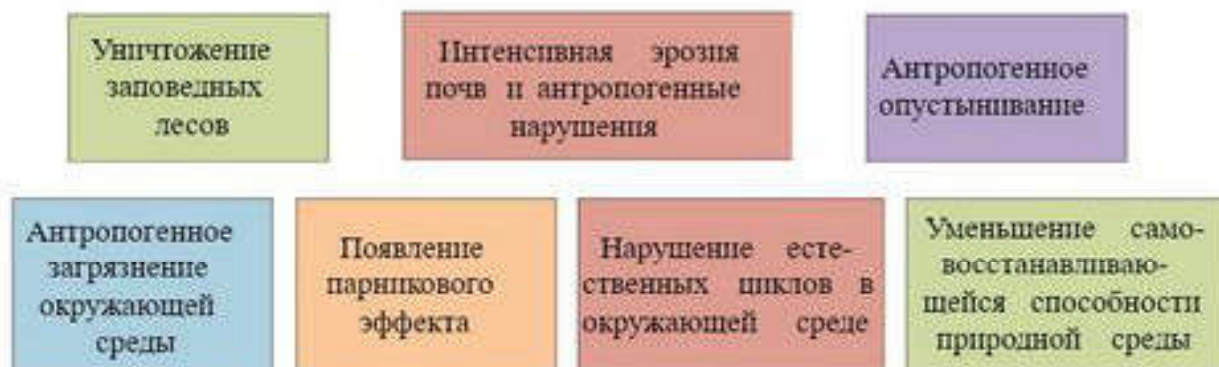 Уничтожение
заповедных
лесов
Интенсивная эрозия
почв и антропогенные
нарушения
Антропогенное
опустынивание
Антропогенное
загрязнение
окружающей
среды
Появление
парникового
эффекта
Нарушение есте-
ственных циклов в
окружающей среде
Уменьшение само-
восстанавливаю-
щейся способности
природной среды